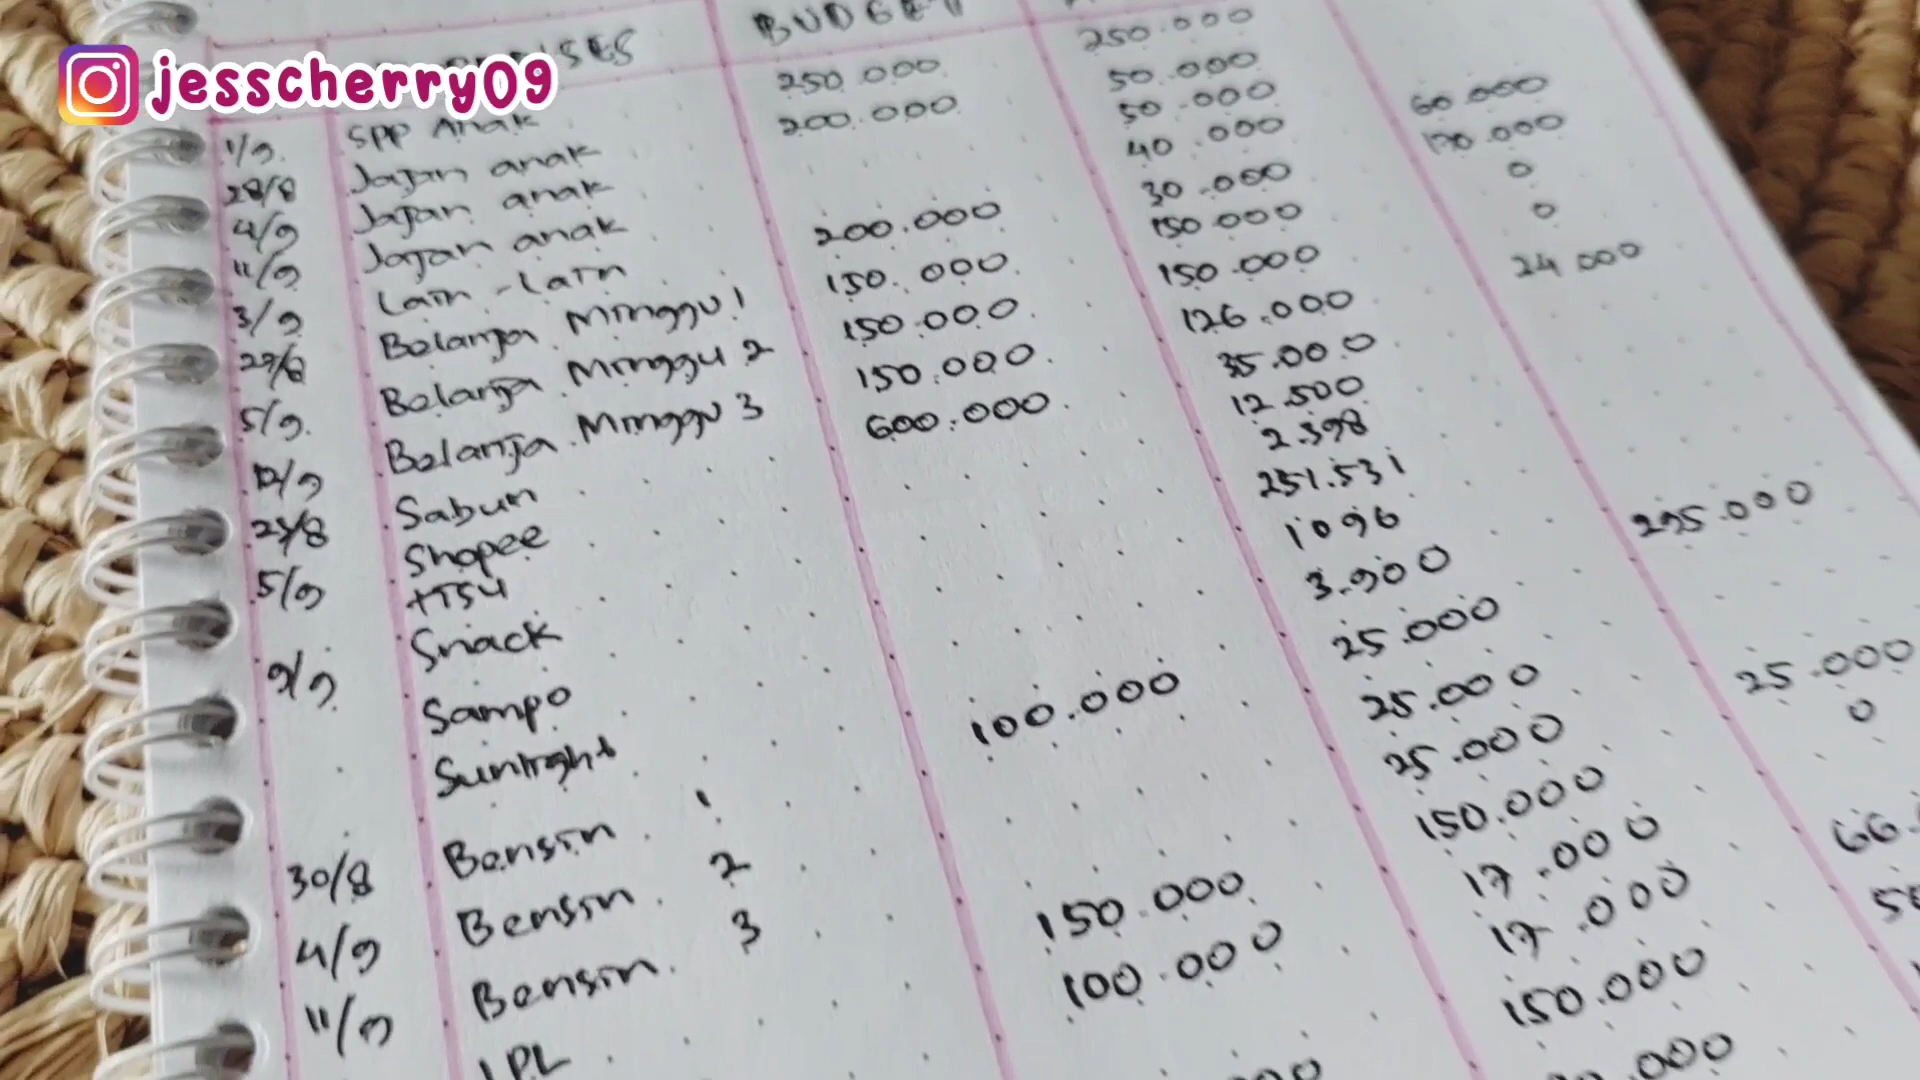 jesscherry09
BUDGET
1/9 SPP Anak 250.000 250.000
28/8 Jajan anak 200.000 50.000
4/9 Jajan anak 50.000
11/9 Jajan anak 40.000 60.000
3/9 Lain-lain 200.000 30.000 170.000
29/8 Belanja Minggu 1 150.000 150.000 0
5/9 Belanja Minggu 2 150.000 150.000 0
12/9 Belanja Minggu 3 150.000 126.000 24.000
27/8 Sabun 600.000 35.000
5/9 Shopee 12.500
2.398
9/9 Snack 251.531
Sampo 1096
Sunlight 3.900 295.000
30/8 Bensin 1 100.000 25.000
4/9 Bensin 2 25.000
11/9 Bensin 3 25.000 25.000
150.000 150.000 0
100.000 17.000
17.000
150.000